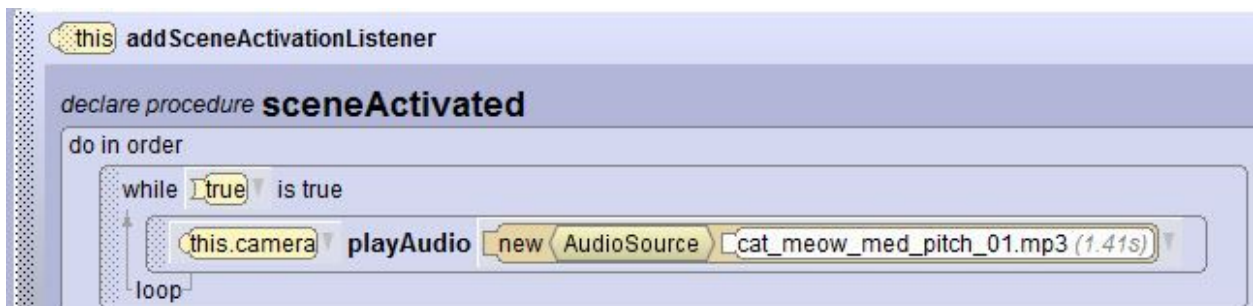 this addSceneActivationListener
declare procedure sceneActivated
do in order
while true is true
this.camera playAudio new AudioSource cat_meow_med_pitch_01.mp3 (1.41s)
loop